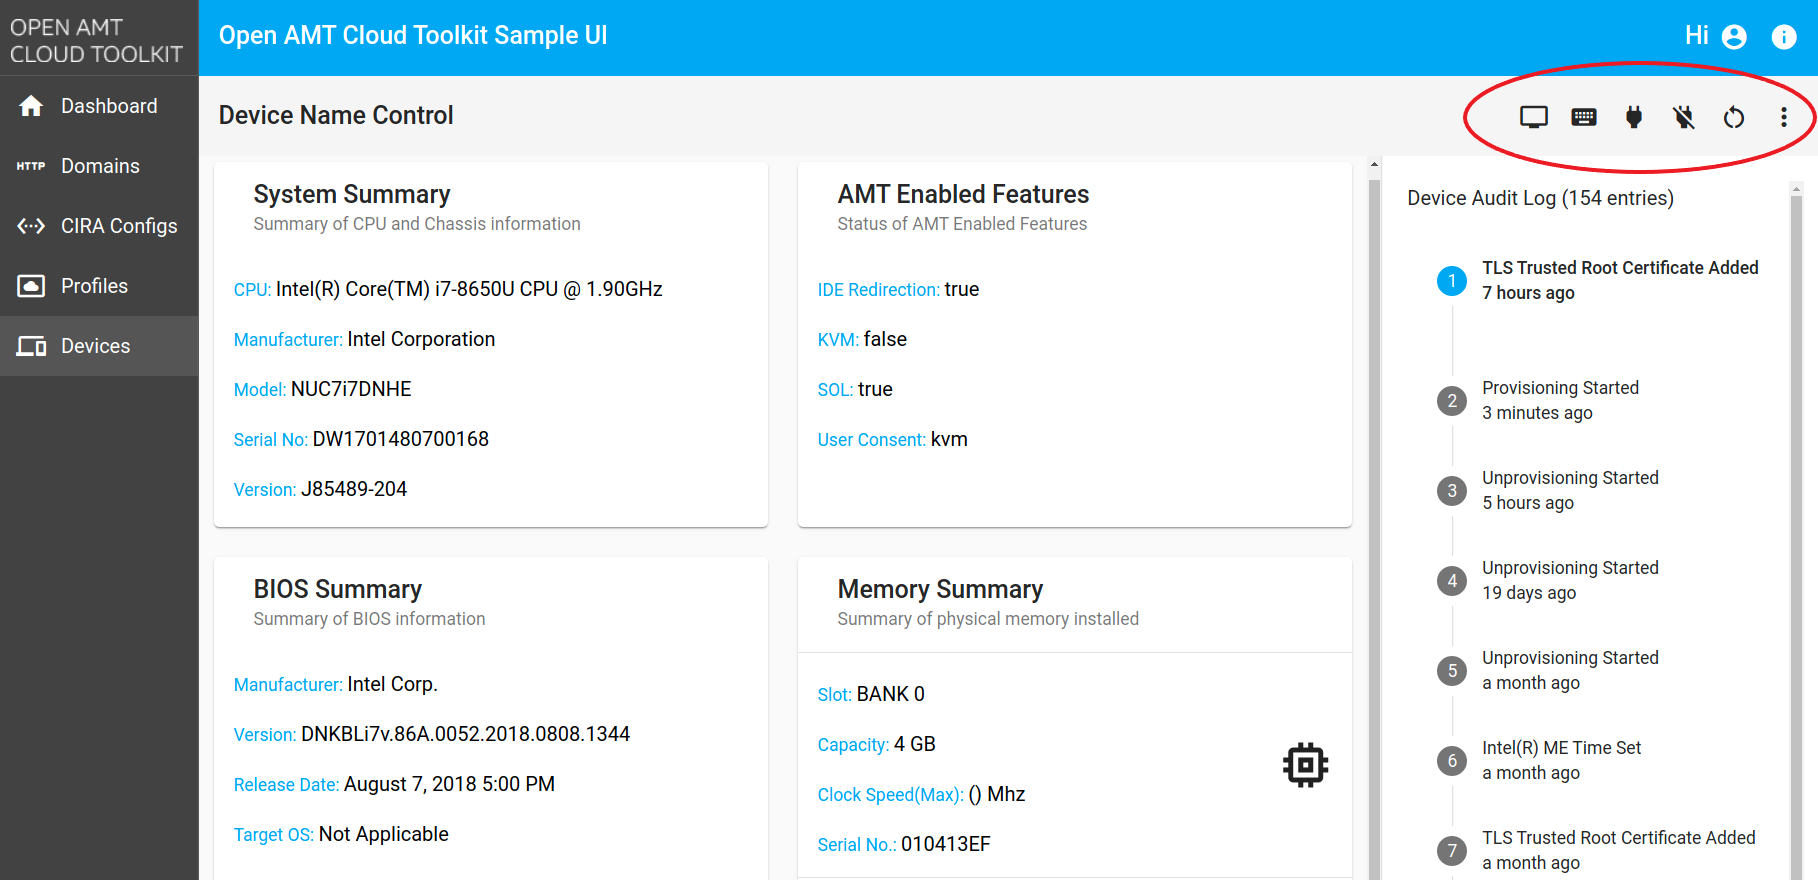 OPEN AMT
CLOUD TOOLKIT
Open AMT Cloud Toolkit Sample UI
Hi
Dashboard
HTTP Domains
CIRA Configs
Profiles
Devices
Device Name Control
System Summary
Summary of CPU and Chassis information
CPU: Intel(R) Core(TM) i7-8650U CPU @ 1.90GHz
Manufacturer: Intel Corporation
Model: NUC7i7DNHE
Serial No: DW1701480700168
Version: J85489-204
AMT Enabled Features
Status of AMT Enabled Features
IDE Redirection: true
KVM: false
SOL: true
User Consent: kvm
BIOS Summary
Summary of BIOS information
Manufacturer: Intel Corp.
Version: DNKBLi7v.86A.0052.2018.0808.1344
Release Date: August 7, 2018 5:00 PM
Target OS: Not Applicable
Memory Summary
Summary of physical memory installed
Slot: BANK 0
Capacity: 4 GB
Clock Speed(Max): () Mhz
Serial No.: 010413EF
Device Audit Log (154 entries)
1 TLS Trusted Root Certificate Added
7 hours ago
2 Provisioning Started
3 minutes ago
3 Unprovisioning Started
5 hours ago
4 Unprovisioning Started
19 days ago
5 Unprovisioning Started
a month ago
6 Intel(R) ME Time Set
a month ago
7 TLS Trusted Root Certificate Added
a month ago